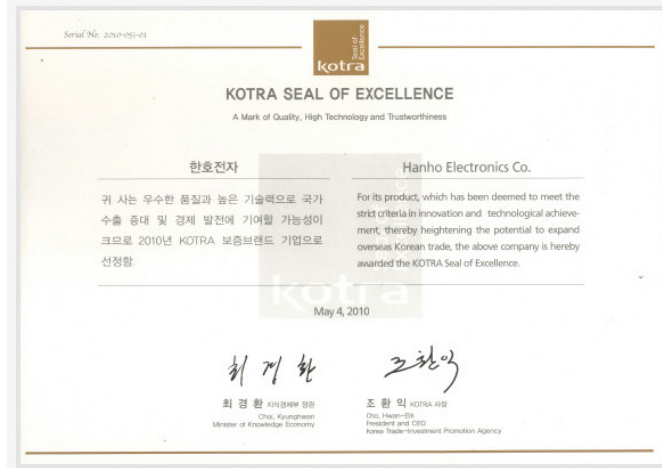 Serial No. 2010-053-01
Seal of
Excellence
kotra
KOTRA SEAL OF EXCELLENCE
A Mark of Quality, High Technology and Trustworthiness
한호전자
귀 사는 우수한 품질과 높은 기술력으로 국가
수출 증대 및 경제 발전에 기여할 가능성이
크므로 2010년 KOTRA 보증브랜드 기업으로
선정함.
Hanho Electronics Co.
For its product, which has been deemed to meet the
strict criteria in innovation and technological achieve-
ment, thereby heightening the potential to expand
overseas Korean trade, the above company is hereby
awarded the KOTRA Seal of Excellence.
kotra
May 4, 2010
최경환
조환익
최 경 환 지식경제부 장관
Choi, Kyunghwan
Minister of Knowledge Economy
조 환 익 KOTRA 사장
Cho, Hwan-Eik
President and CEO
Korea Trade-Investment Promotion Agency